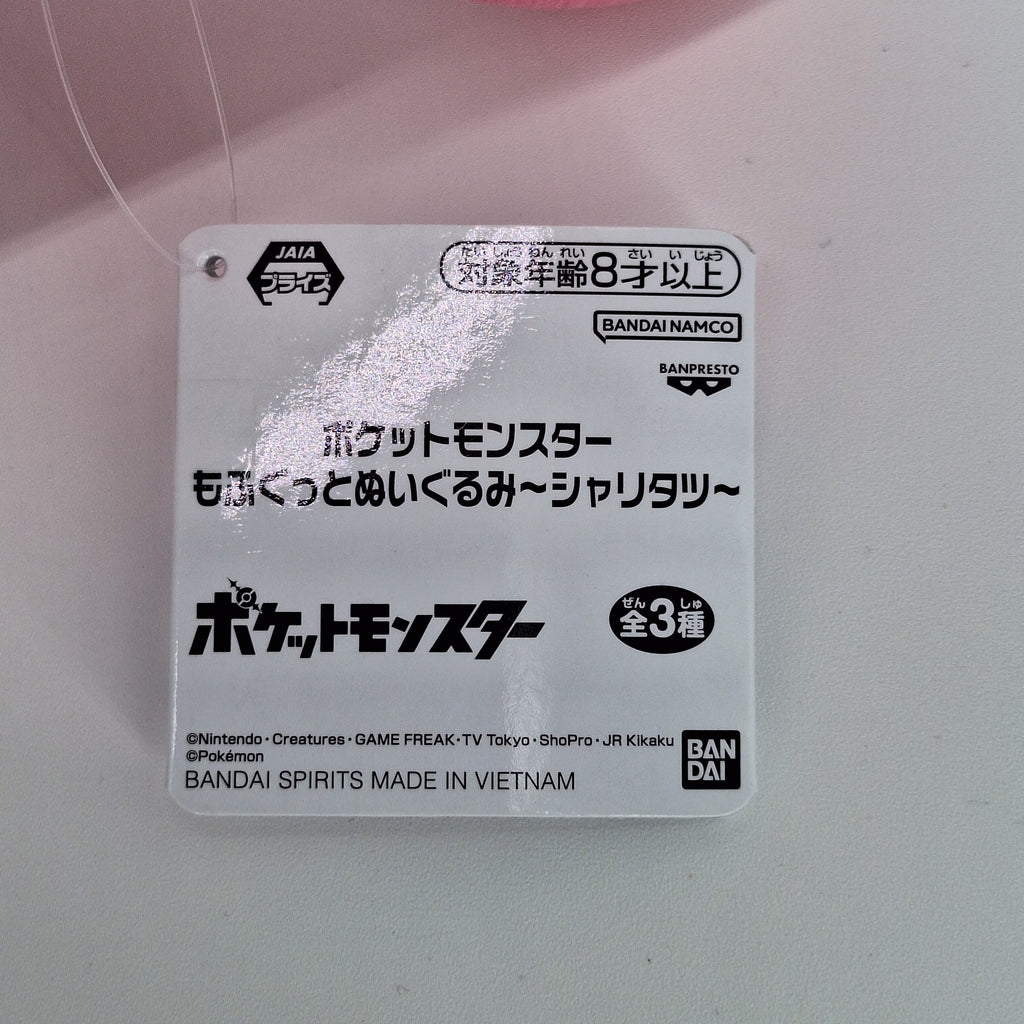 JAIA
プライズ
たいしょうねんれい さい いじょう
対象年齢8才以上
BANDAI NAMCO
BANPRESTO
ポケットモンスター
もふぐっとぬいぐるみ~シャリタツ~
ポケットモンスター
ぜん しゅ
全3種
©Nintendo・Creatures・GAME FREAK・TV Tokyo・ShoPro・JR Kikaku
©Pokémon
BANDAI SPIRITS MADE IN VIETNAM
BAN
DAI